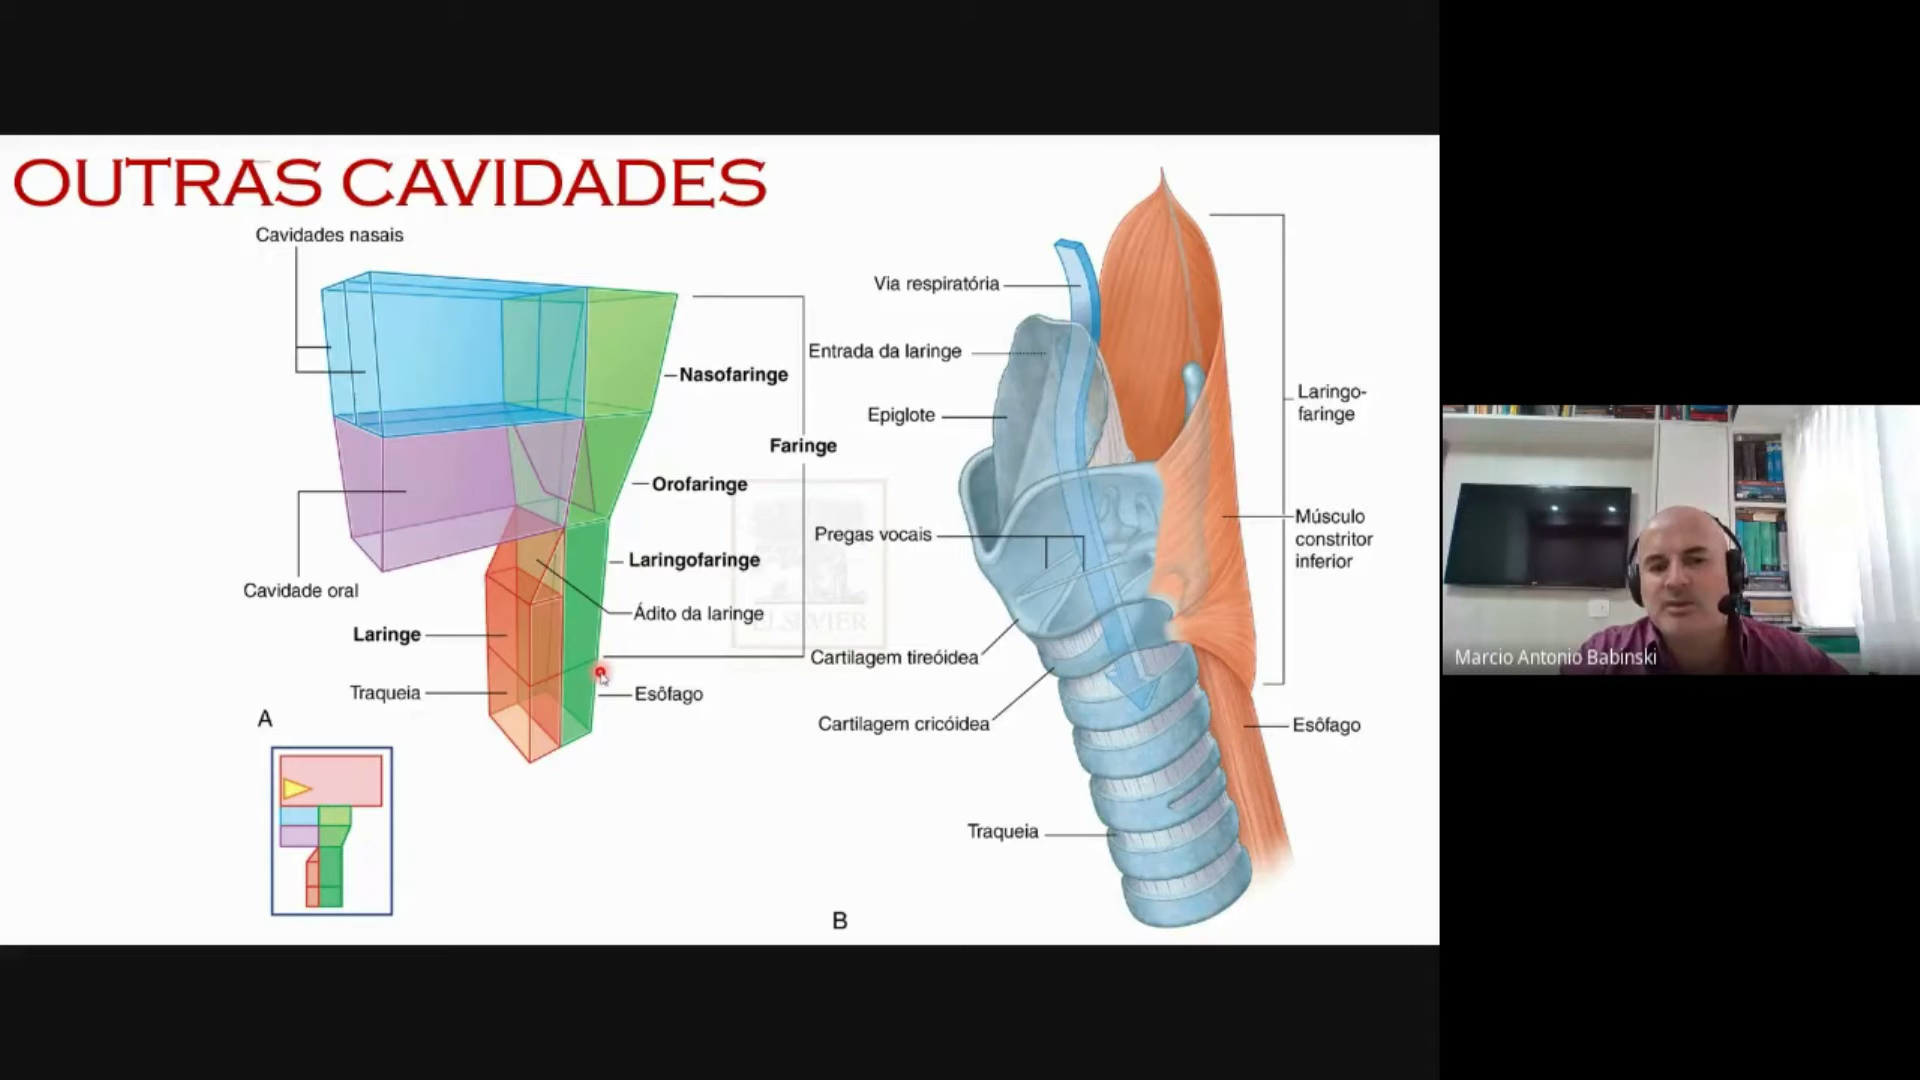 OUTRAS CAVIDADES
Cavidades nasais
Nasofaringe
Faringe
Orofaringe
Laringofaringe
Cavidade oral
Ádito da laringe
Laringe
Traqueia
Esôfago
A
ELSEVIER
Via respiratória
Entrada da laringe
Epiglote
Pregas vocais
Cartilagem tireóidea
Cartilagem cricóidea
Traqueia
Laringo-
faringe
Músculo
constritor
inferior
Esôfago
B
Marcio Antonio Babinski